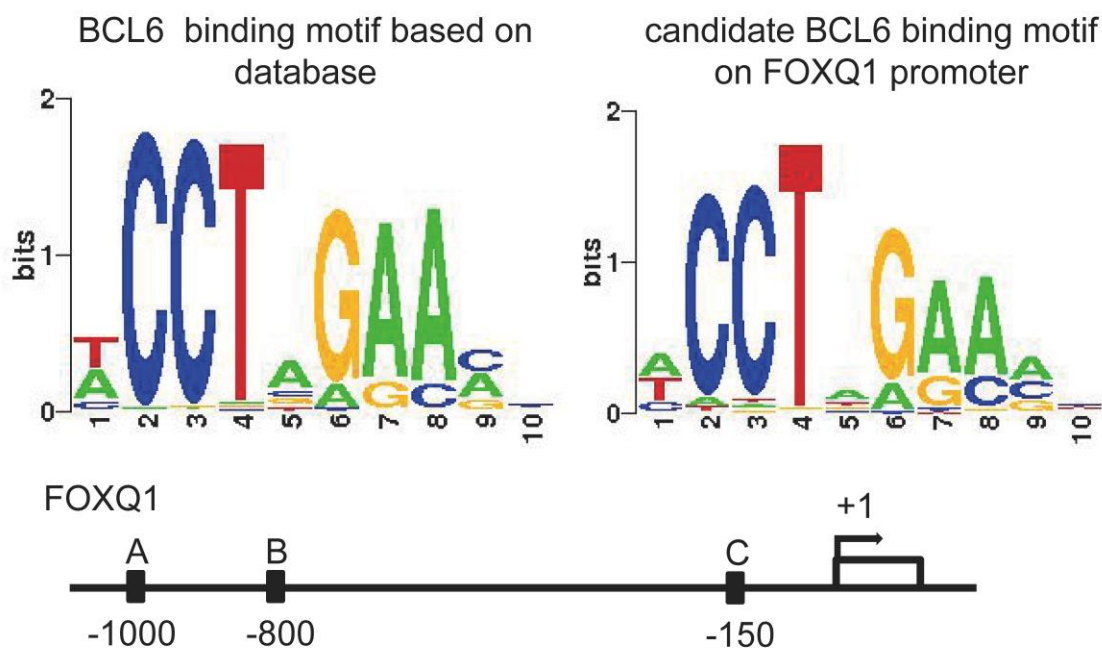 BCL6 binding motif based on
database
candidate BCL6 binding motif
on FOXQ1 promoter
2
1
0
bits
T
A
C
C
C
T
A
C
G
G
A
A
G
A
C
C
A
G
1 2 3 4 5 6 7 8 9 10
2
1
0
bits
A
T
C
C
A
C
T
A
G
A
A
G
A
C
A
C
G
1 2 3 4 5 6 7 8 9 10
FOXQ1
+1
A B C
-1000 -800 -150